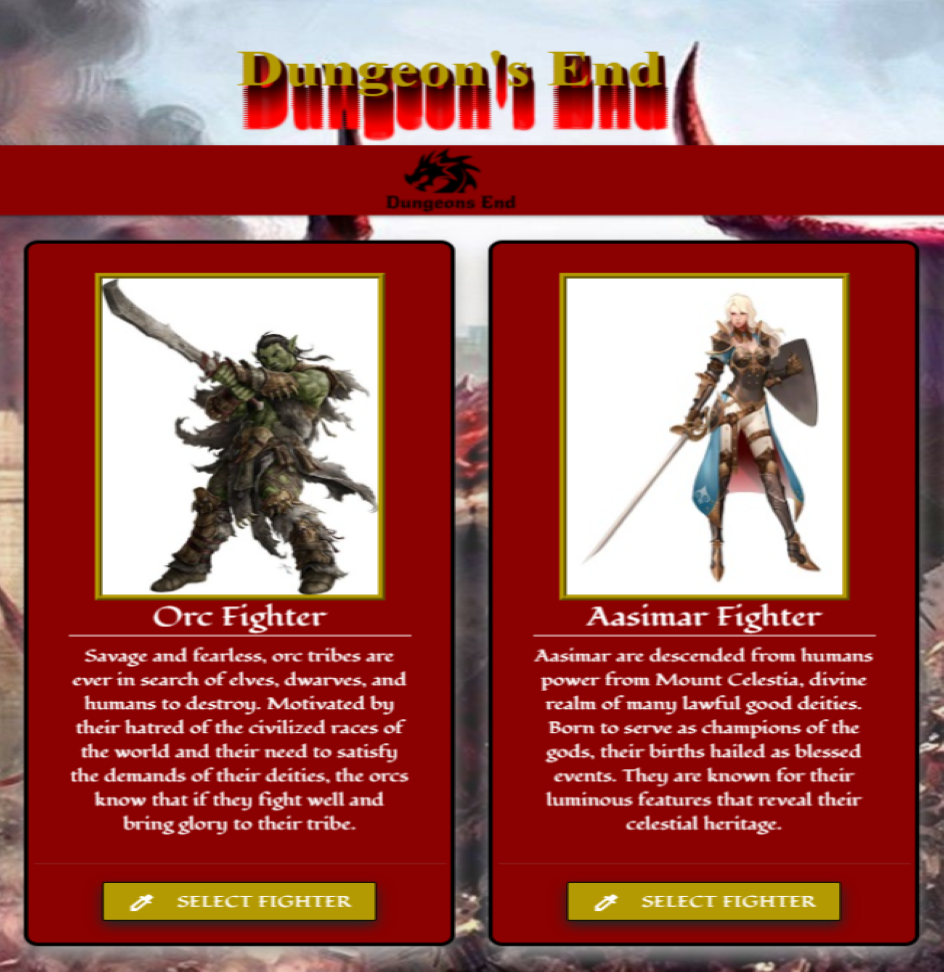 Dungeon's End
Dungeons End
Orc Fighter
Savage and fearless, orc tribes are
ever in search of elves, dwarves, and
humans to destroy. Motivated by
their hatred of the civilized races of
the world and their need to satisfy
the demands of their deities, the orcs
know that if they fight well and
bring glory to their tribe.
SELECT FIGHTER
Aasimar Fighter
Aasimar are descended from humans
power from Mount Celestia, divine
realm of many lawful good deities.
Born to serve as champions of the
gods, their births hailed as blessed
events. They are known for their
luminous features that reveal their
celestial heritage.
SELECT FIGHTER